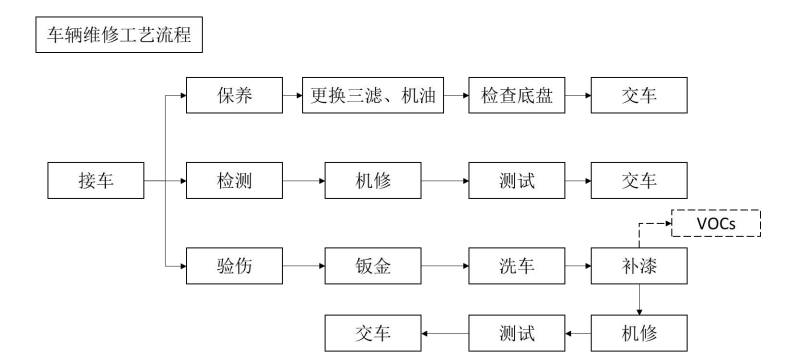 车辆维修工艺流程
保养
更换三滤、机油
检查底盘
交车
接车
检测
机修
测试
交车
VOCs
验伤
钣金
洗车
补漆
交车
测试
机修